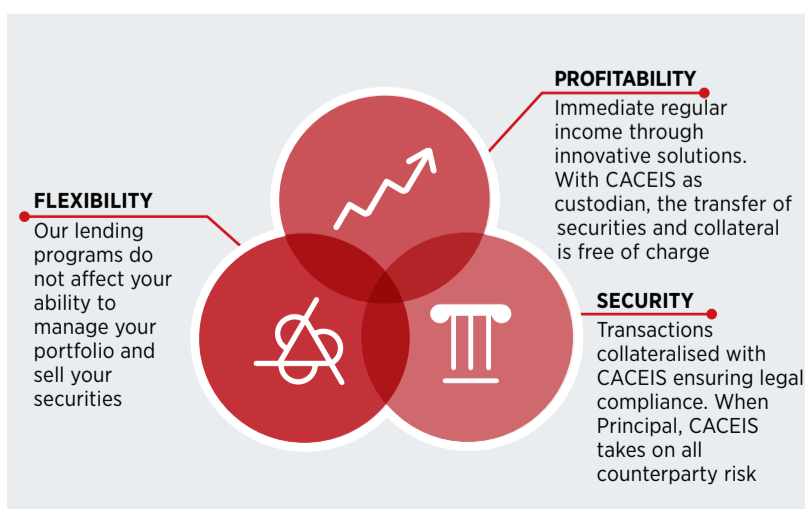 PROFITABILITY
Immediate regular
income through
innovative solutions.
With CACEIS as
custodian, the transfer of
securities and collateral
is free of charge
FLEXIBILITY
Our lending
programs do
not affect your
ability to
manage your
portfolio and
sell your
securities
SECURITY
Transactions
collateralised with
CACEIS ensuring legal
compliance. When
Principal, CACEIS
takes on all
counterparty risk